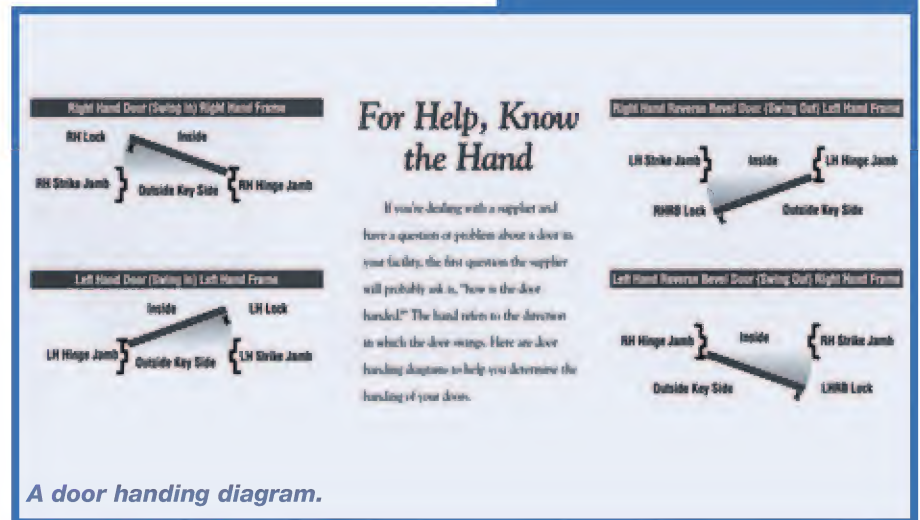 Right Hand Door (Swing In) Right Hand Frame
RH Lock
Inside
RH Strike Jamb
Outside Key Side
RH Hinge Jamb
Left Hand Door (Swing In) Left Hand Frame
Inside
LH Lock
LH Hinge Jamb
Outside Key Side
LH Strike Jamb
For Help, Know
the Hand
If you're dealing with a supplier and
have a question or problem about a door in
your facility, the first question the supplier
will probably ask is, "how is the door
handed?" The hand refers to the direction
in which the door swings. Here are door
handing diagrams to help you determine the
handing of your doors.
Right Hand Reverse Bevel Door (Swing Out) Left Hand Frame
LH Strike Jamb
Inside
LH Hinge Jamb
RHRB Lock
Outside Key Side
Left Hand Reverse Bevel Door (Swing Out) Right Hand Frame
RH Hinge Jamb
Inside
RH Strike Jamb
Outside Key Side
LHRB Lock
A door handing diagram.